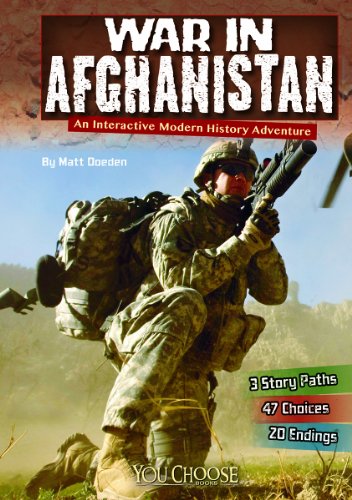 WAR IN
AFGHANISTAN
An Interactive Modern History Adventure
By Matt Doeden
3 Story Paths
47 Choices
20 Endings
YOU CHOOSE
BOOKS